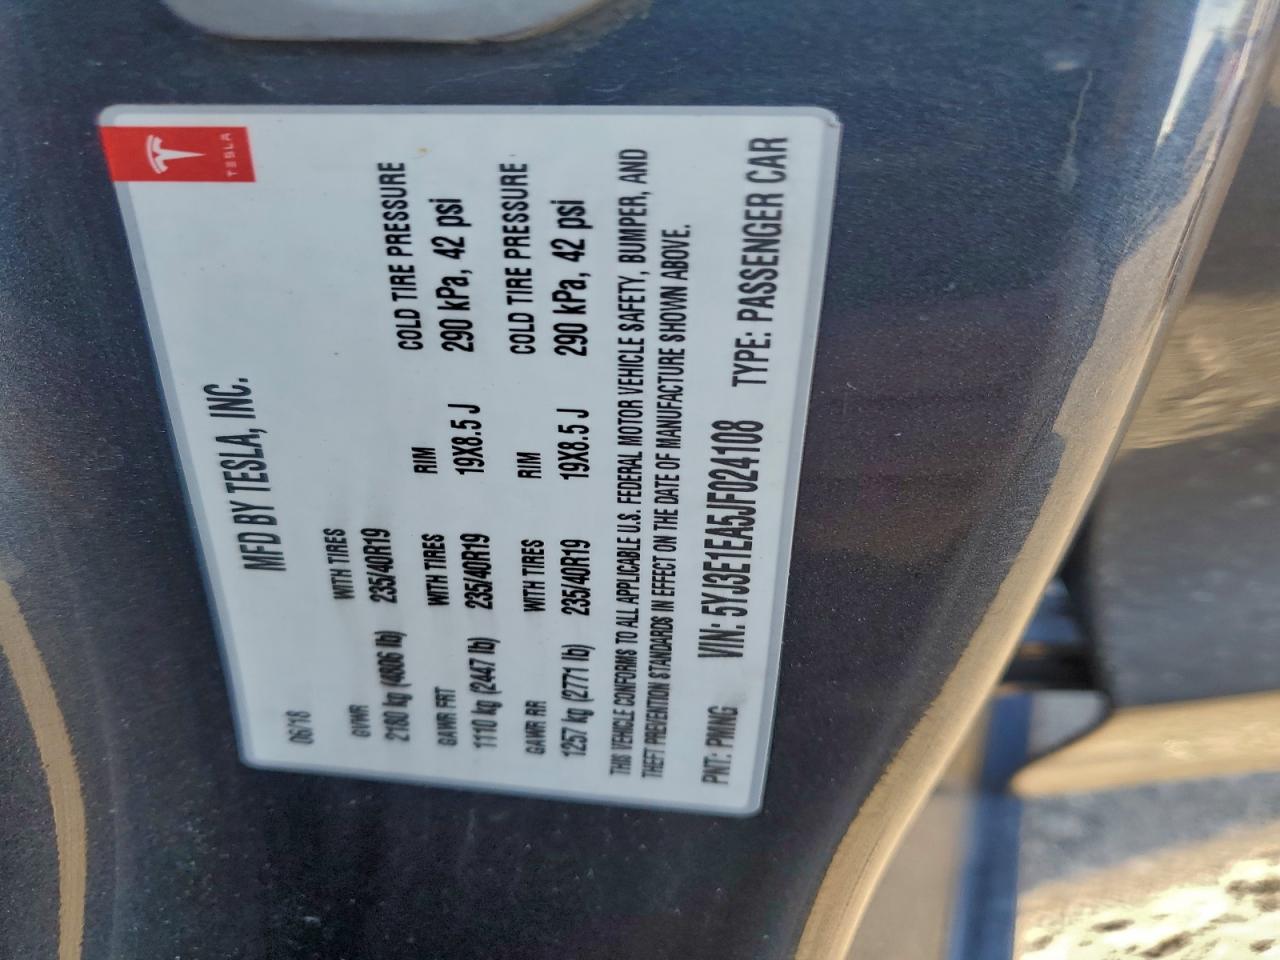 TESLA
MFD BY TESLA, INC.
06/18
GVWR WITH TIRES
2180 kg (4806 lb) 235/40R19
GAWR FRT WITH TIRES RIM COLD TIRE PRESSURE
1110 kg (2447 lb) 235/40R19 19X8.5 J 290 kPa, 42 psi
GAWR RR WITH TIRES RIM COLD TIRE PRESSURE
1257 kg (2771 lb) 235/40R19 19X8.5 J 290 kPa, 42 psi
THIS VEHICLE CONFORMS TO ALL APPLICABLE U.S. FEDERAL MOTOR VEHICLE SAFETY, BUMPER, AND
THEFT PREVENTION STANDARDS IN EFFECT ON THE DATE OF MANUFACTURE SHOWN ABOVE.
PNT: PMNG VIN: 5YJ3E1EA5JF024108 TYPE: PASSENGER CAR